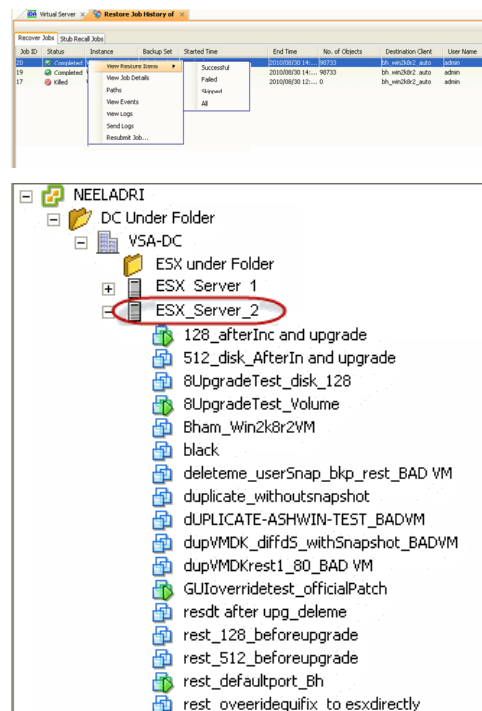 Virtual Server × Restore Job History of ×
Recover Jobs Stub Recall Jobs
Job ID Status Instance Backup Set Started Time End Time No. of Objects Destination Client User Name
20 Completed 2010/08/30 14:... 98733 bh_win2k8r2_auto admin
19 Completed 2010/08/30 14:... 98733 bh_win2k8r2_auto admin
17 Killed 2010/08/30 12:... 0 bh_win2k8r2_auto admin
View Restore Items
View Job Details
Paths
View Events
View Logs
Send Logs
Resubmit Job...
Successful
Failed
Skipped
All
NEELADRI
DC Under Folder
VSA-DC
ESX under Folder
ESX_Server_1
ESX_Server_2
128_afterInc and upgrade
512_disk_AfterIn and upgrade
8UpgradeTest_disk_128
8UpgradeTest_Volume
Bham_Win2k8r2VM
black
deleteme_userSnap_bkp_rest_BAD VM
duplicate_withoutsnapshot
dUPLICATE-ASHWIN-TEST_BADVM
dupVMDK_diffdS_withSnapshot_BADVM
dupVMDKrest1_80_BAD VM
GUIoverridetest_officialPatch
resdt after upg_deleme
rest_128_beforeupgrade
rest_512_beforeupgrade
rest_defaultport_Bh
rest_overidequifix_to esxdirectly